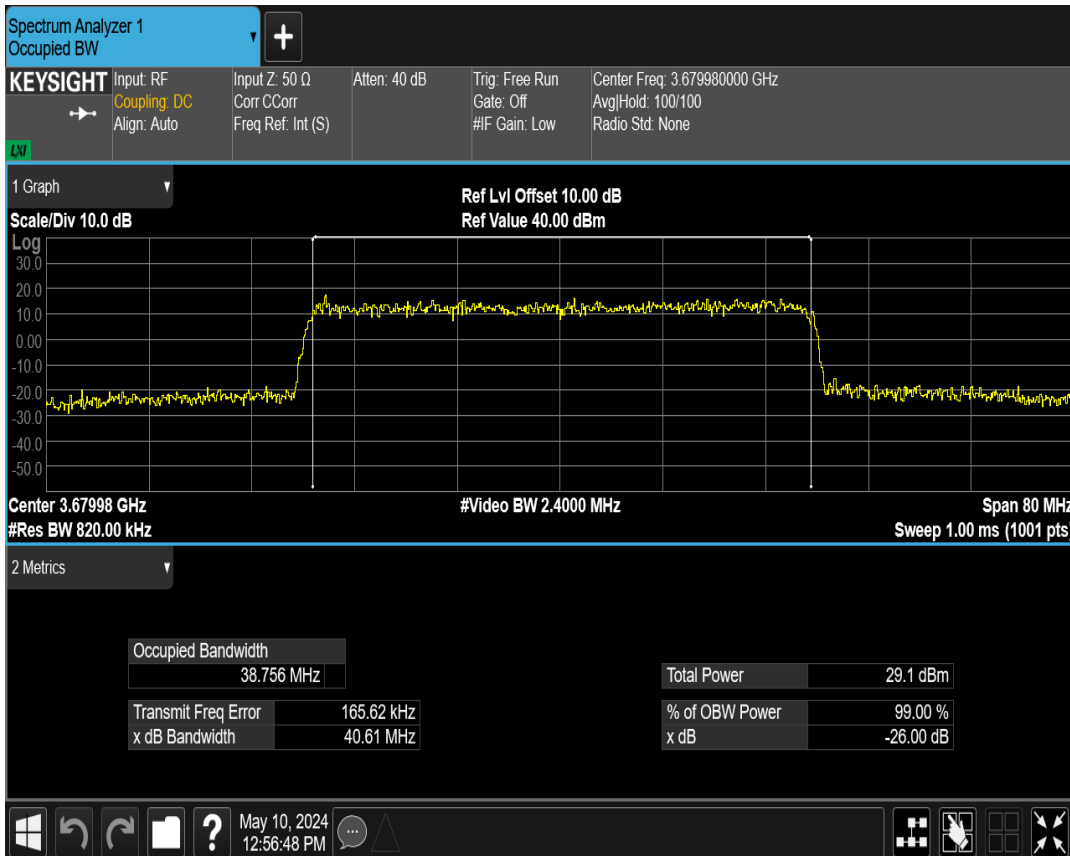 Spectrum Analyzer 1
Occupied BW
+
KEYSIGHT
LXI
Input: RF
Coupling: DC
Align: Auto
Input Z: 50 Ω
Corr CCorr
Freq Ref: Int (S)
Atten: 40 dB
Trig: Free Run
Gate: Off
#IF Gain: Low
Center Freq: 3.679980000 GHz
Avg|Hold: 100/100
Radio Std: None
1 Graph
Scale/Div 10.0 dB
Ref Lvl Offset 10.00 dB
Ref Value 40.00 dBm
Log
30.0
20.0
10.0
0.00
-10.0
-20.0
-30.0
-40.0
-50.0
Center 3.67998 GHz
#Video BW 2.4000 MHz
Span 80 MHz
#Res BW 820.00 kHz
Sweep 1.00 ms (1001 pts)
2 Metrics
Occupied Bandwidth
38.756 MHz
Total Power 29.1 dBm
Transmit Freq Error 165.62 kHz
% of OBW Power 99.00 %
x dB Bandwidth 40.61 MHz
x dB -26.00 dB
?
May 10, 2024
12:56:48 PM